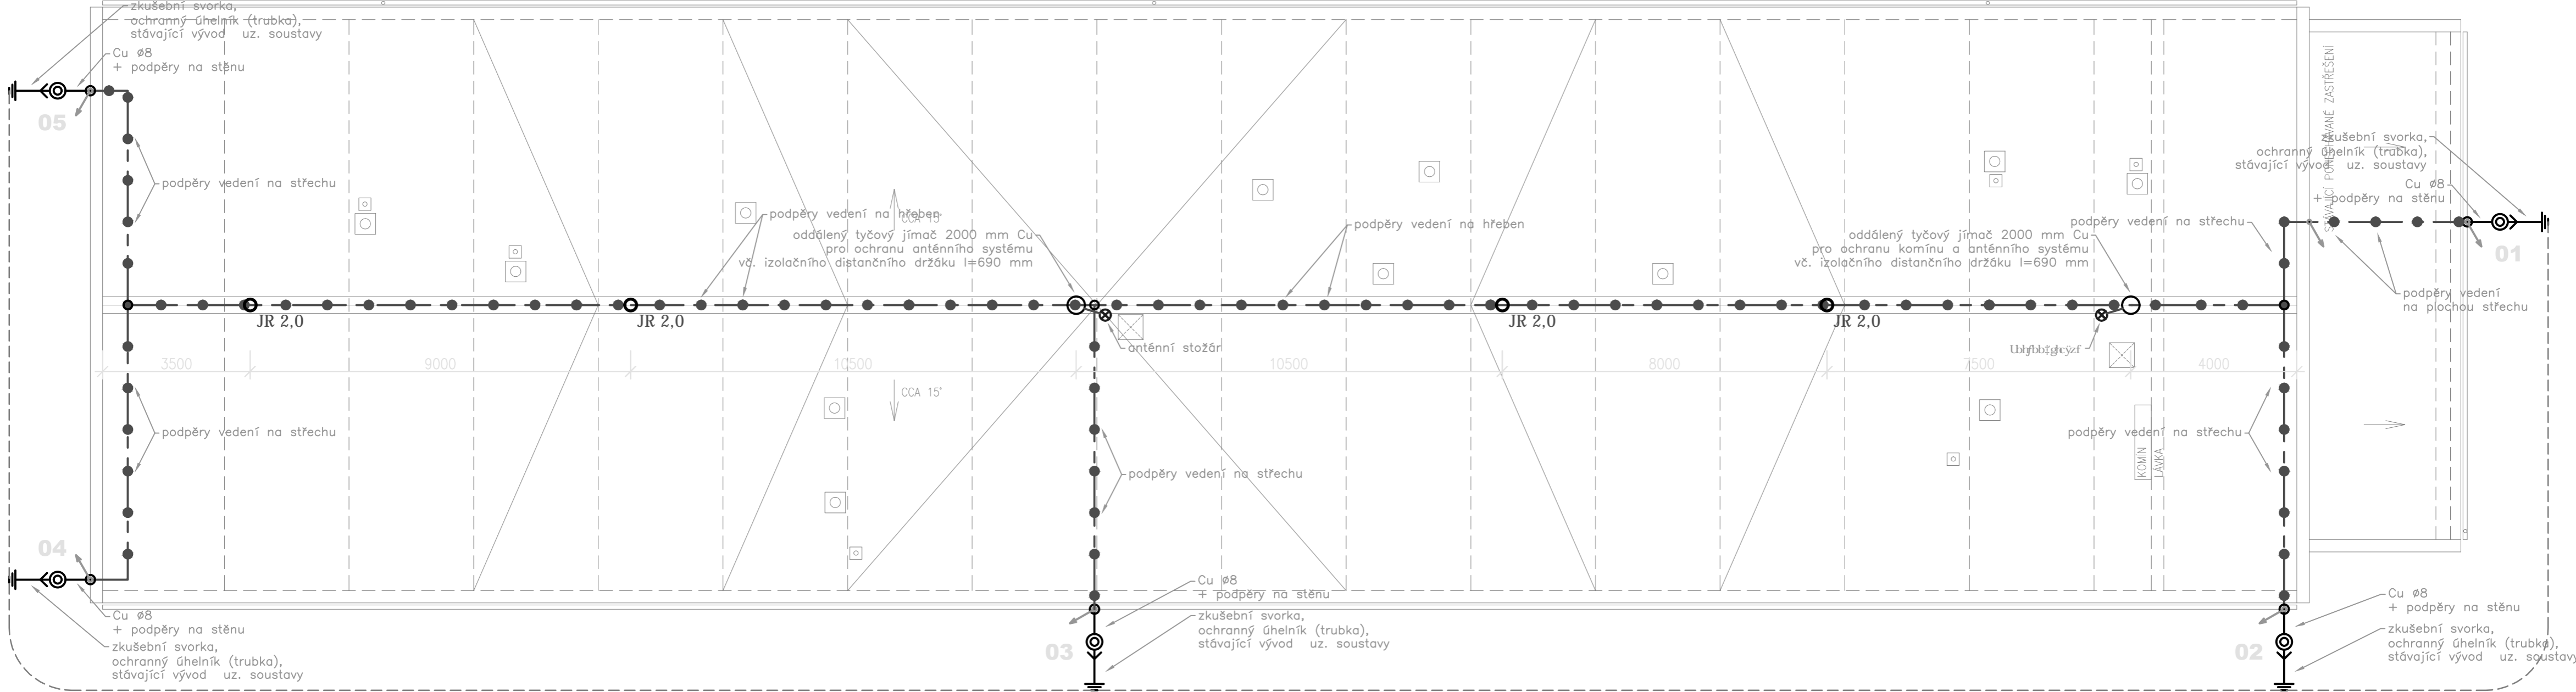 zkušební svorka,
ochranný úhelník (trubka),
stávající vývod uz. soustavy
Cu ø8
+ podpěry na stěnu
05
podpěry vedení na střechu
podpěry vedení na hřeben
CCA 15°
oddálený tyčový jímač 2000 mm Cu
pro ochranu anténního systému
vč. izolačního distančního držáku l=690 mm
podpěry vedení na hřeben
oddálený tyčový jímač 2000 mm Cu
pro ochranu komínu a anténního systému
vč. izolačního distančního držáku l=690 mm
podpěry vedení na střechu
STÁVAJÍCÍ PONECHÁVANÉ ZASTŘEŠENÍ
zkušební svorka,
ochranný úhelník (trubka),
stávající vývod uz. soustavy
Cu ø8
+ podpěry na stěnu
01
podpěry vedení
na plochou střechu
JR 2,0
JR 2,0
JR 2,0
JR 2,0
anténní stožár
3500
9000
10500
10500
8000
7500
4000
CCA 15°
podpěry vedení na střechu
podpěry vedení na střechu
podpěry vedení na střechu
KOMÍN
LÁVKA
04
Cu ø8
+ podpěry na stěnu
zkušební svorka,
ochranný úhelník (trubka),
stávající vývod uz. soustavy
03
Cu ø8
+ podpěry na stěnu
zkušební svorka,
ochranný úhelník (trubka),
stávající vývod uz. soustavy
02
Cu ø8
+ podpěry na stěnu
zkušební svorka,
ochranný úhelník (trubka),
stávající vývod uz. soustavy